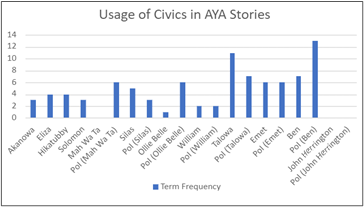 Usage of Civics in AYA Stories
14
12
10
8
6
4
2
0
Akanowa
Eliza
Hikatubby
Solomon
Mah Wa Ta
Pol (Mah Wa Ta)
Silas
Pol (Silas)
Ollie Belle
Pol (Ollie Belle)
William
Pol (William)
Talowa
Pol (Talowa)
Emet
Pol (Emet)
Ben
Pol (Ben)
John Herrington
Pol (John Herrington)
Term Frequency